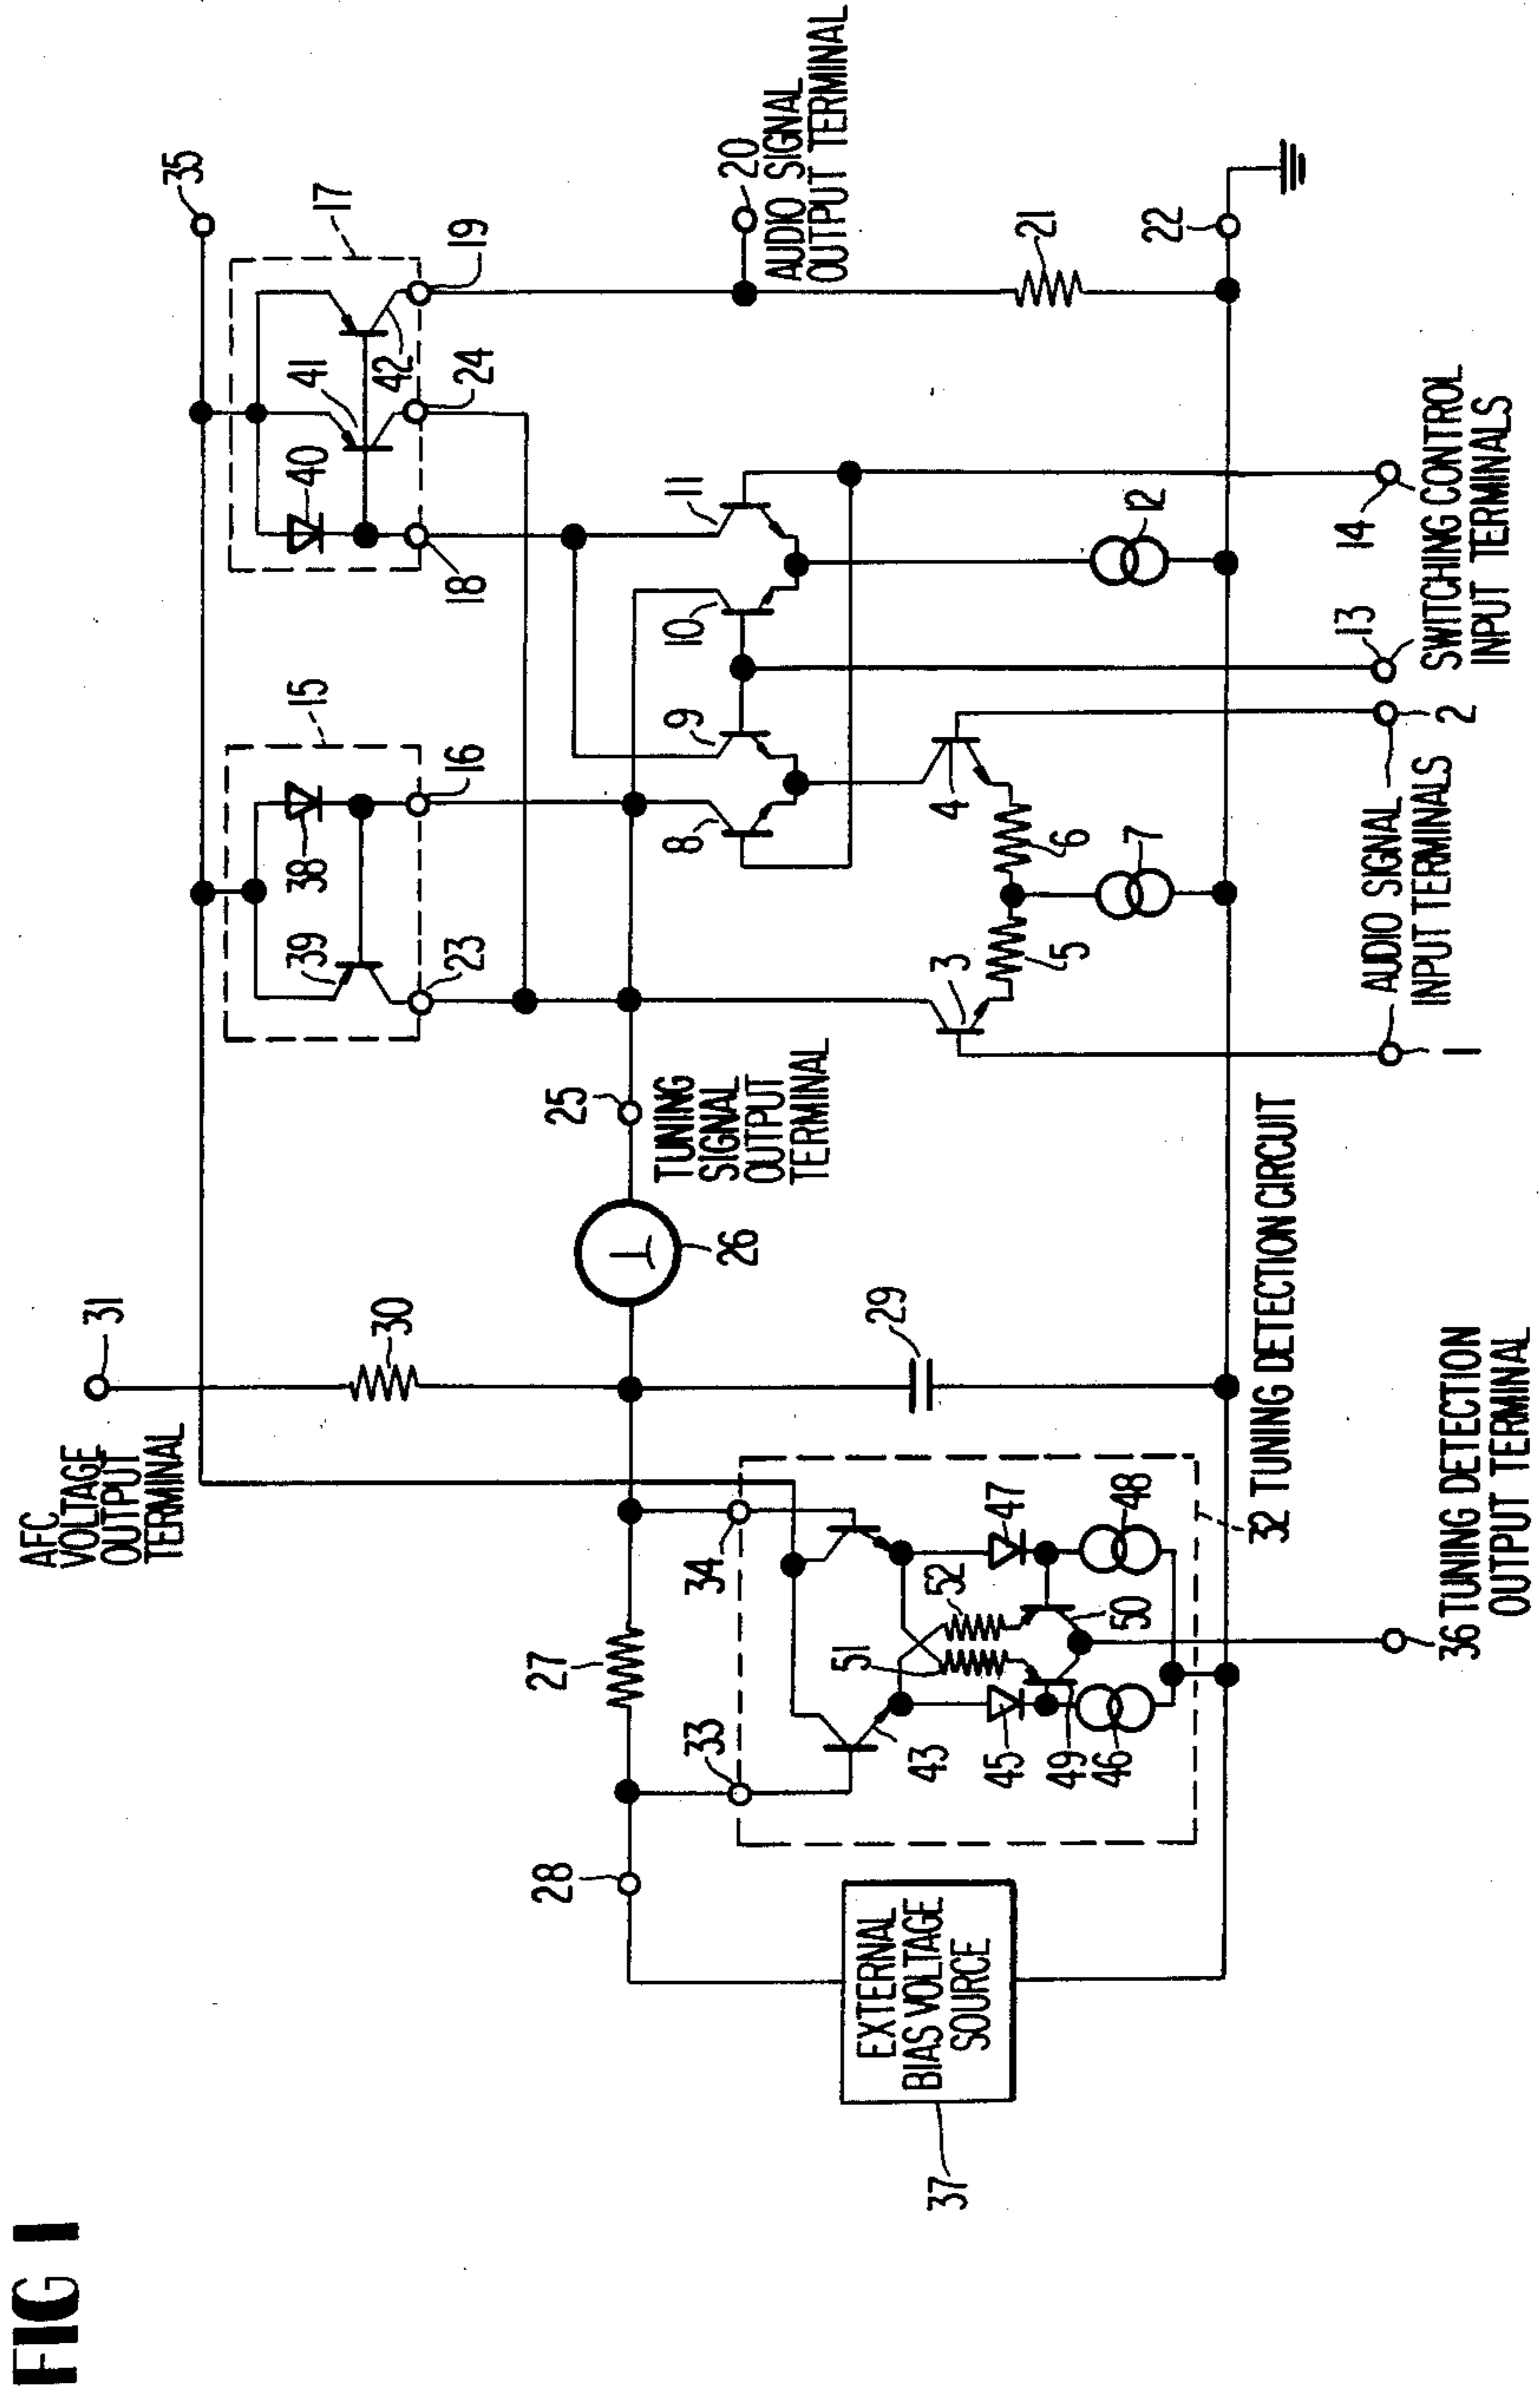 FIG 1
AFC
VOLTAGE
OUTPUT
TERMINAL
31
30
35
15
17
39
38
40
41
42
23
16
18
24
19
28
27
26
25
TUNING
SIGNAL
OUTPUT
TERMINAL
8
9
10
11
20
AUDIO SIGNAL
OUTPUT TERMINAL
33
34
29
43
51
52
45
47
49
46
50
48
3
4
5
6
7
12
21
22
EXTERNAL
BIAS VOLTAGE
SOURCE
37
32 TUNING DETECTION CIRCUIT
36 TUNING DETECTION
OUTPUT TERMINAL
1
2
AUDIO SIGNAL
INPUT TERMINALS
13
14
SWITCHING CONTROL
INPUT TERMINALS